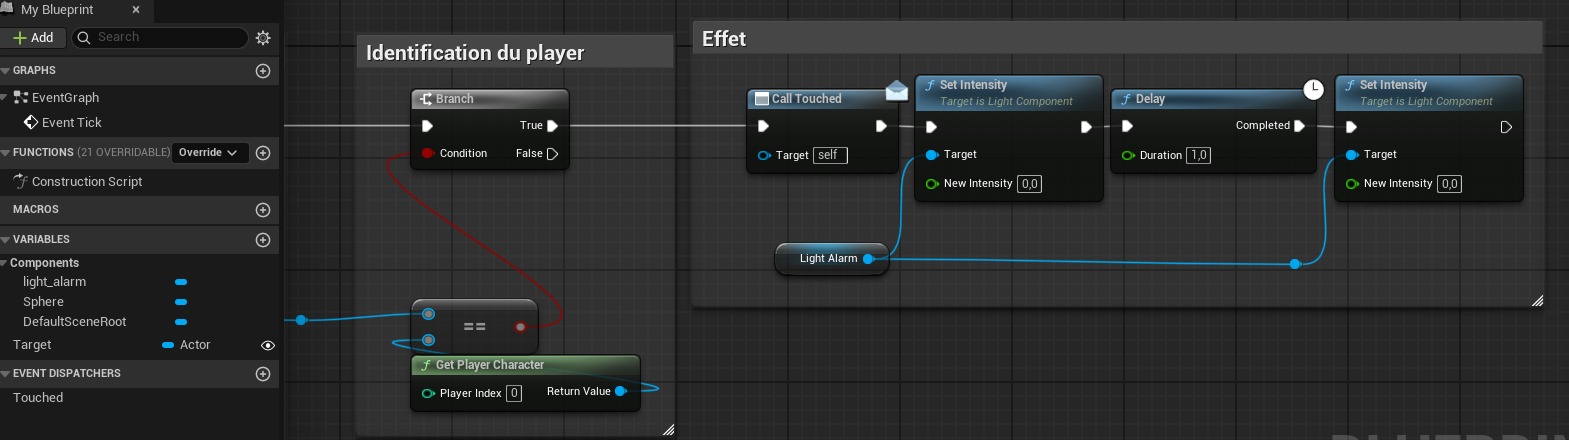 My Blueprint
Add
Search
GRAPHS
EventGraph
Event Tick
FUNCTIONS (21 OVERRIDABLE) Override
Construction Script
MACROS
VARIABLES
Components
light_alarm
Sphere
DefaultSceneRoot
Target Actor
EVENT DISPATCHERS
Touched
Identification du player
Branch
True
Condition False
==
Get Player Character
Player Index 0 Return Value
Effet
Call Touched
Target self
Set Intensity
Target is Light Component
Target
New Intensity 0,0
Delay
Completed
Duration 1,0
Set Intensity
Target is Light Component
Target
New Intensity 0,0
Light Alarm